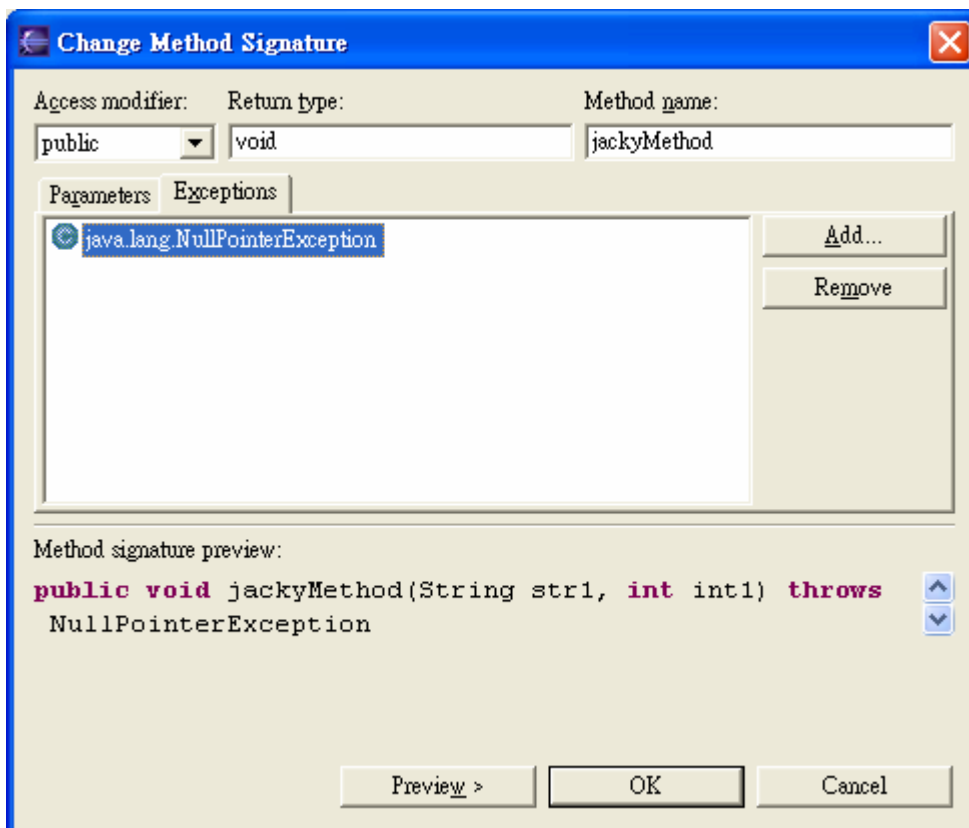 Change Method Signature
Access modifier: Return type: Method name:
public void jackyMethod
Parameters Exceptions
java.lang.NullPointerException
Add...
Remove
Method signature preview:
public void jackyMethod(String str1, int int1) throws
NullPointerException
Preview > OK Cancel